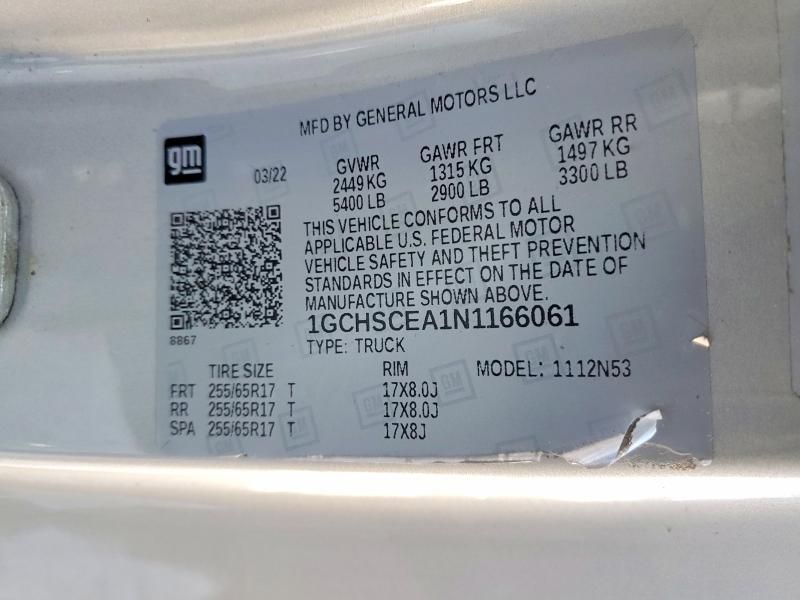 MFD BY GENERAL MOTORS LLC
gm
03/22
GVWR
2449 KG
5400 LB
GAWR FRT
1315 KG
2900 LB
GAWR RR
1497 KG
3300 LB
THIS VEHICLE CONFORMS TO ALL
APPLICABLE U.S. FEDERAL MOTOR
VEHICLE SAFETY AND THEFT PREVENTION
STANDARDS IN EFFECT ON THE DATE OF
MANUFACTURE SHOWN ABOVE.
8867
1GCHSCEA1N1166061
TYPE: TRUCK
TIRE SIZE RIM MODEL: 1112N53
FRT 255/65R17 T 17X8.0J
RR 255/65R17 T 17X8.0J
SPA 255/65R17 T 17X8J